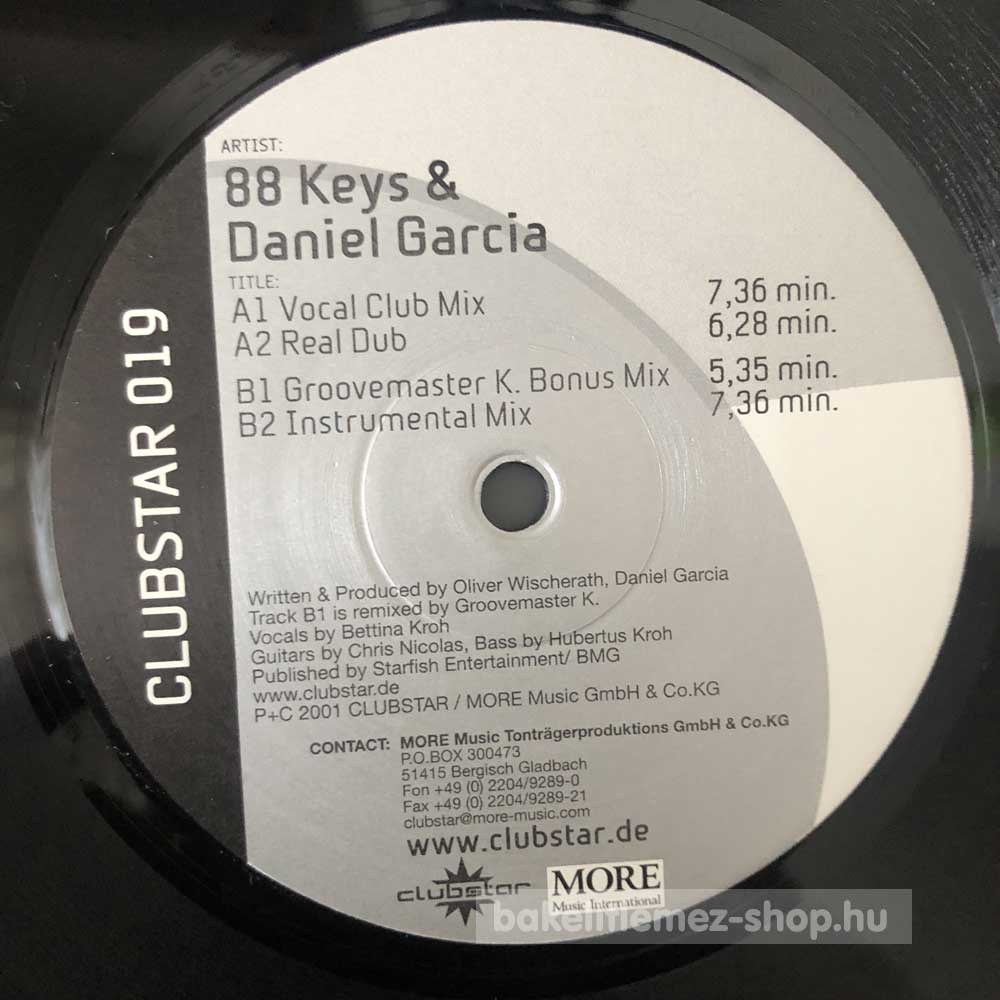 CLUBSTAR 019
ARTIST:
88 Keys &
Daniel Garcia
TITLE:
A1 Vocal Club Mix 7,36 min.
A2 Real Dub 6,28 min.
B1 Groovemaster K. Bonus Mix 5,35 min.
B2 Instrumental Mix 7,36 min.
Written & Produced by Oliver Wischerath, Daniel Garcia
Track B1 is remixed by Groovemaster K.
Vocals by Bettina Kroh
Guitars by Chris Nicolas, Bass by Hubertus Kroh
Published by Starfish Entertainment/ BMG
www.clubstar.de
P+C 2001 CLUBSTAR / MORE Music GmbH & Co.KG
CONTACT: MORE Music Tonträgerproduktions GmbH & Co.KG
P.O.BOX 300473
51415 Bergisch Gladbach
Fon +49 (0) 2204/9289-0
Fax +49 (0) 2204/9289-21
clubstar@more-music.com
www.clubstar.de
clubstar
MORE
Music International
bakelitlemez-shop.hu